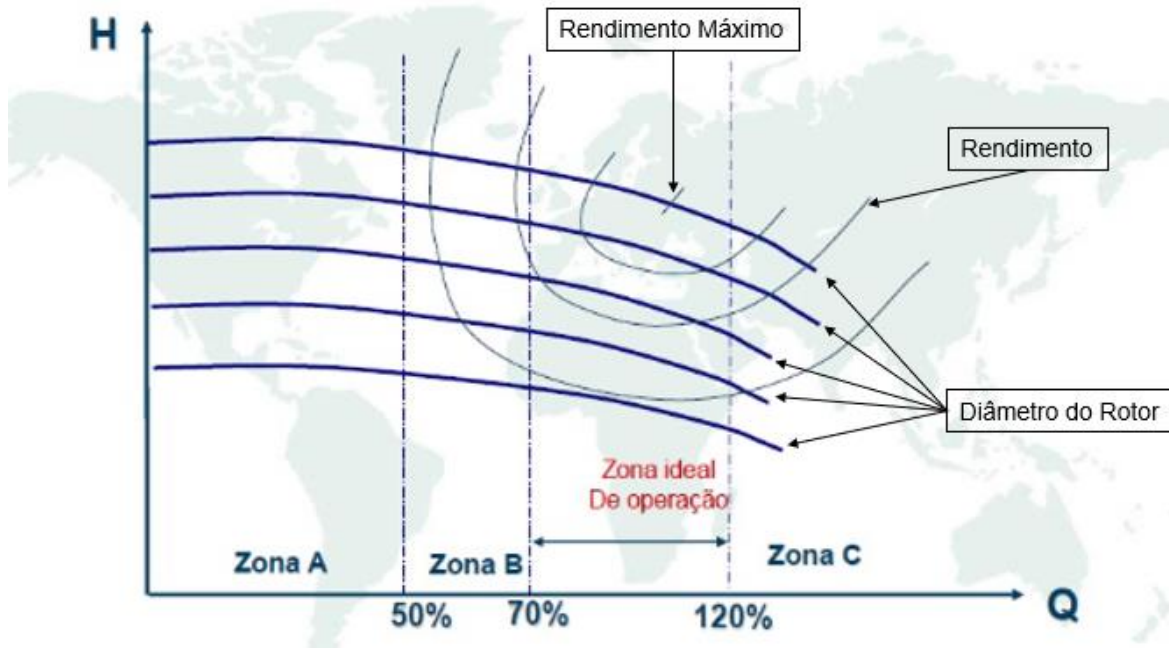 H
Rendimento Máximo
Rendimento
Diâmetro do Rotor
Zona ideal
De operação
Zona A
Zona B
Zona C
50%
70%
120%
Q